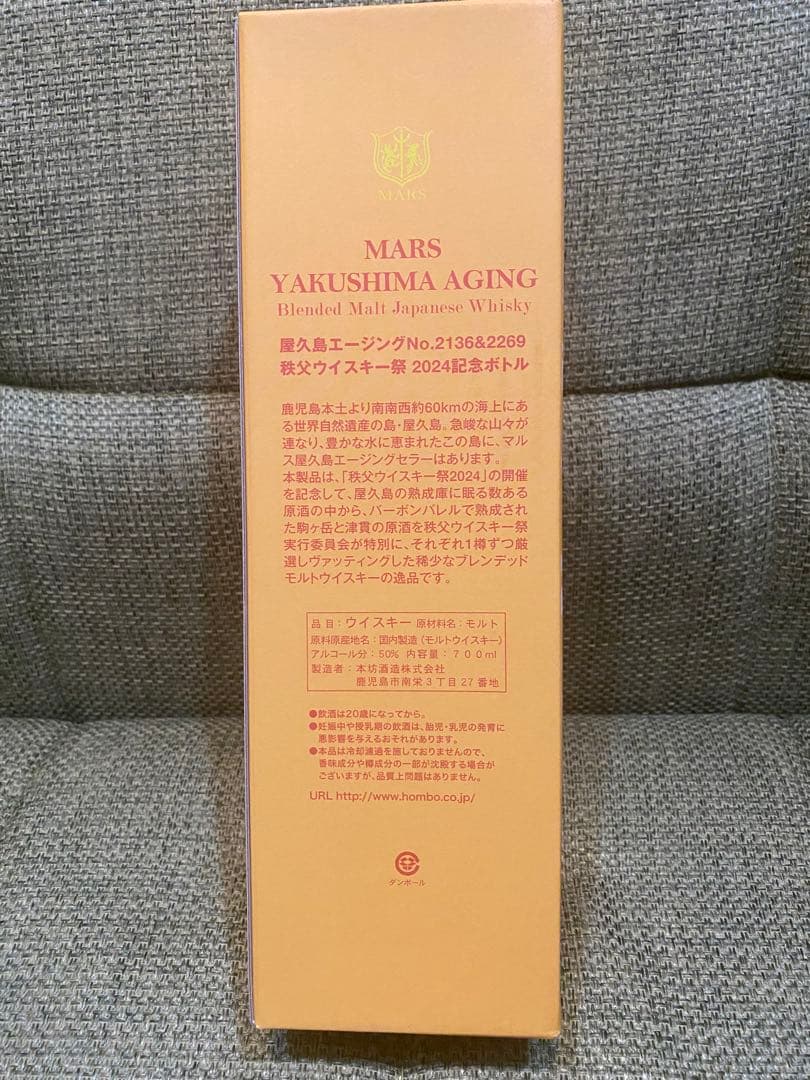 MARS
MARS
YAKUSHIMA AGING
Blended Malt Japanese Whisky
屋久島エージングNo.2136&2269
秩父ウイスキー祭 2024記念ボトル
鹿児島本土より南南西約60kmの海上にあ
る世界自然遺産の島・屋久島。急峻な山々が
連なり、豊かな水に恵まれたこの島に、マル
ス屋久島エージングセラーはあります。
本製品は、「秩父ウイスキー祭2024」の開催
を記念して、屋久島の熟成庫に眠る数ある
原酒の中から、バーボンバレルで熟成され
た駒ヶ岳と津貫の原酒を秩父ウイスキー祭
実行委員会が特別に、それぞれ1樽ずつ厳
選しヴァッティングした稀少なブレンデッド
モルトウイスキーの逸品です。
品目：ウイスキー 原材料名：モルト
原料原産地名：国内製造（モルトウイスキー）
アルコール分：50% 内容量：７００ml
製造者：本坊酒造株式会社
鹿児島市南栄３丁目27番地
●飲酒は20歳になってから。
●妊娠中や授乳期の飲酒は、胎児・乳児の発育に
悪影響を与えるおそれがあります。
●本品は冷却濾過を施しておりませんので、
香味成分や樽成分の一部が沈殿する場合が
ございますが、品質上問題はありません。
URL http://www.hombo.co.jp/
ダンボール